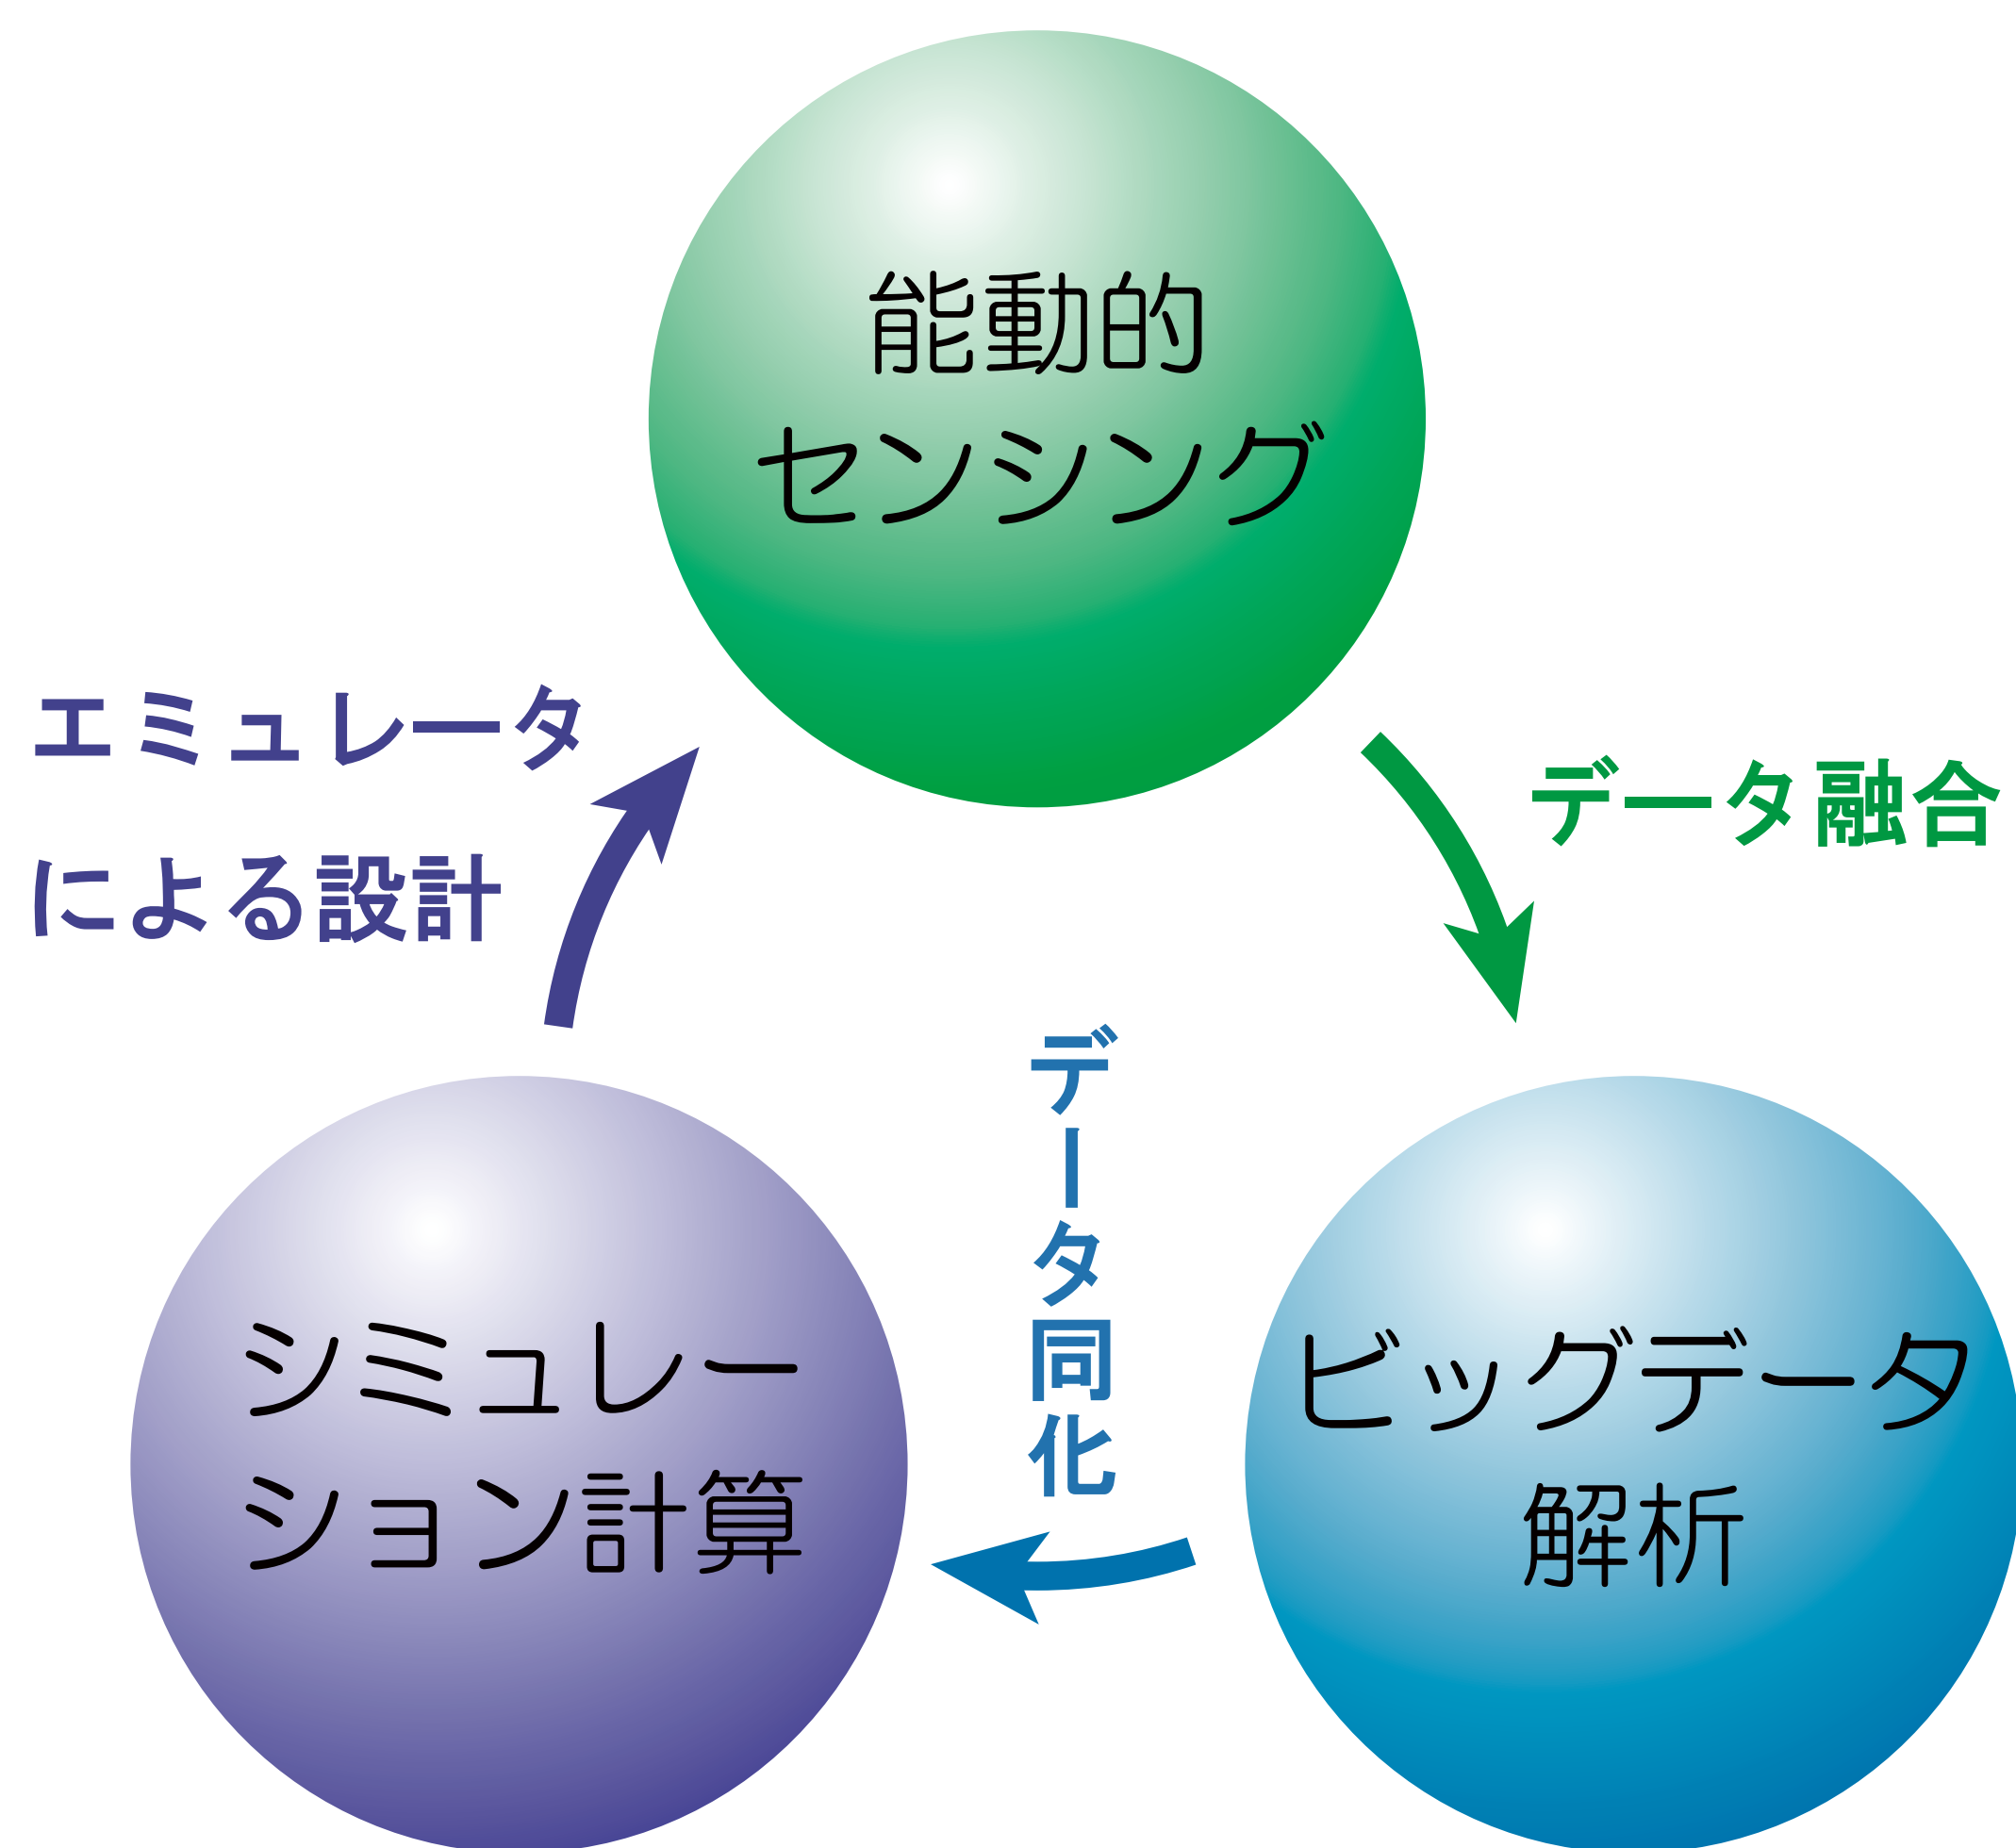 能動的
センシング
エミュレータ
による設計
データ融合
データ同化
シミュレー
ション計算
ビッグデータ
解析